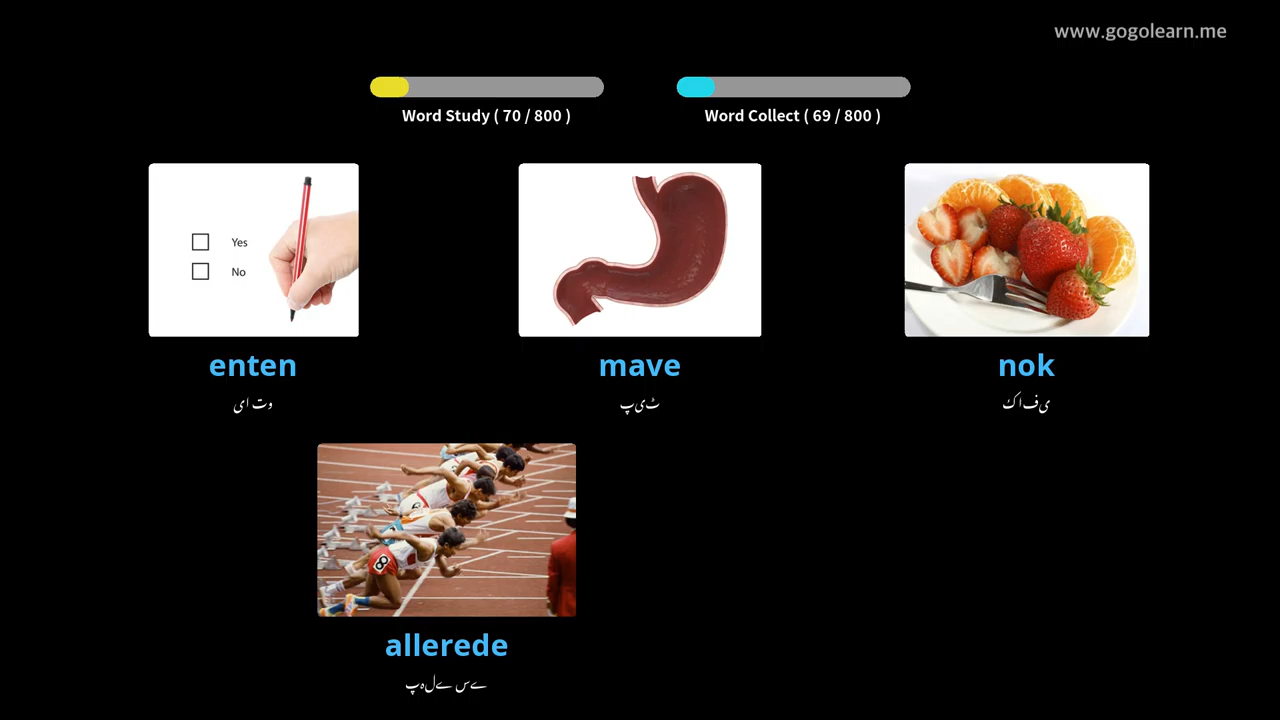 www.gogolearn.me
Word Study ( 70 / 800 )
Word Collect ( 69 / 800 )
Yes
No
enten
mave
nok
وت ای
ٹیپ
یفاک
8
allerede
ےس ےلہپ